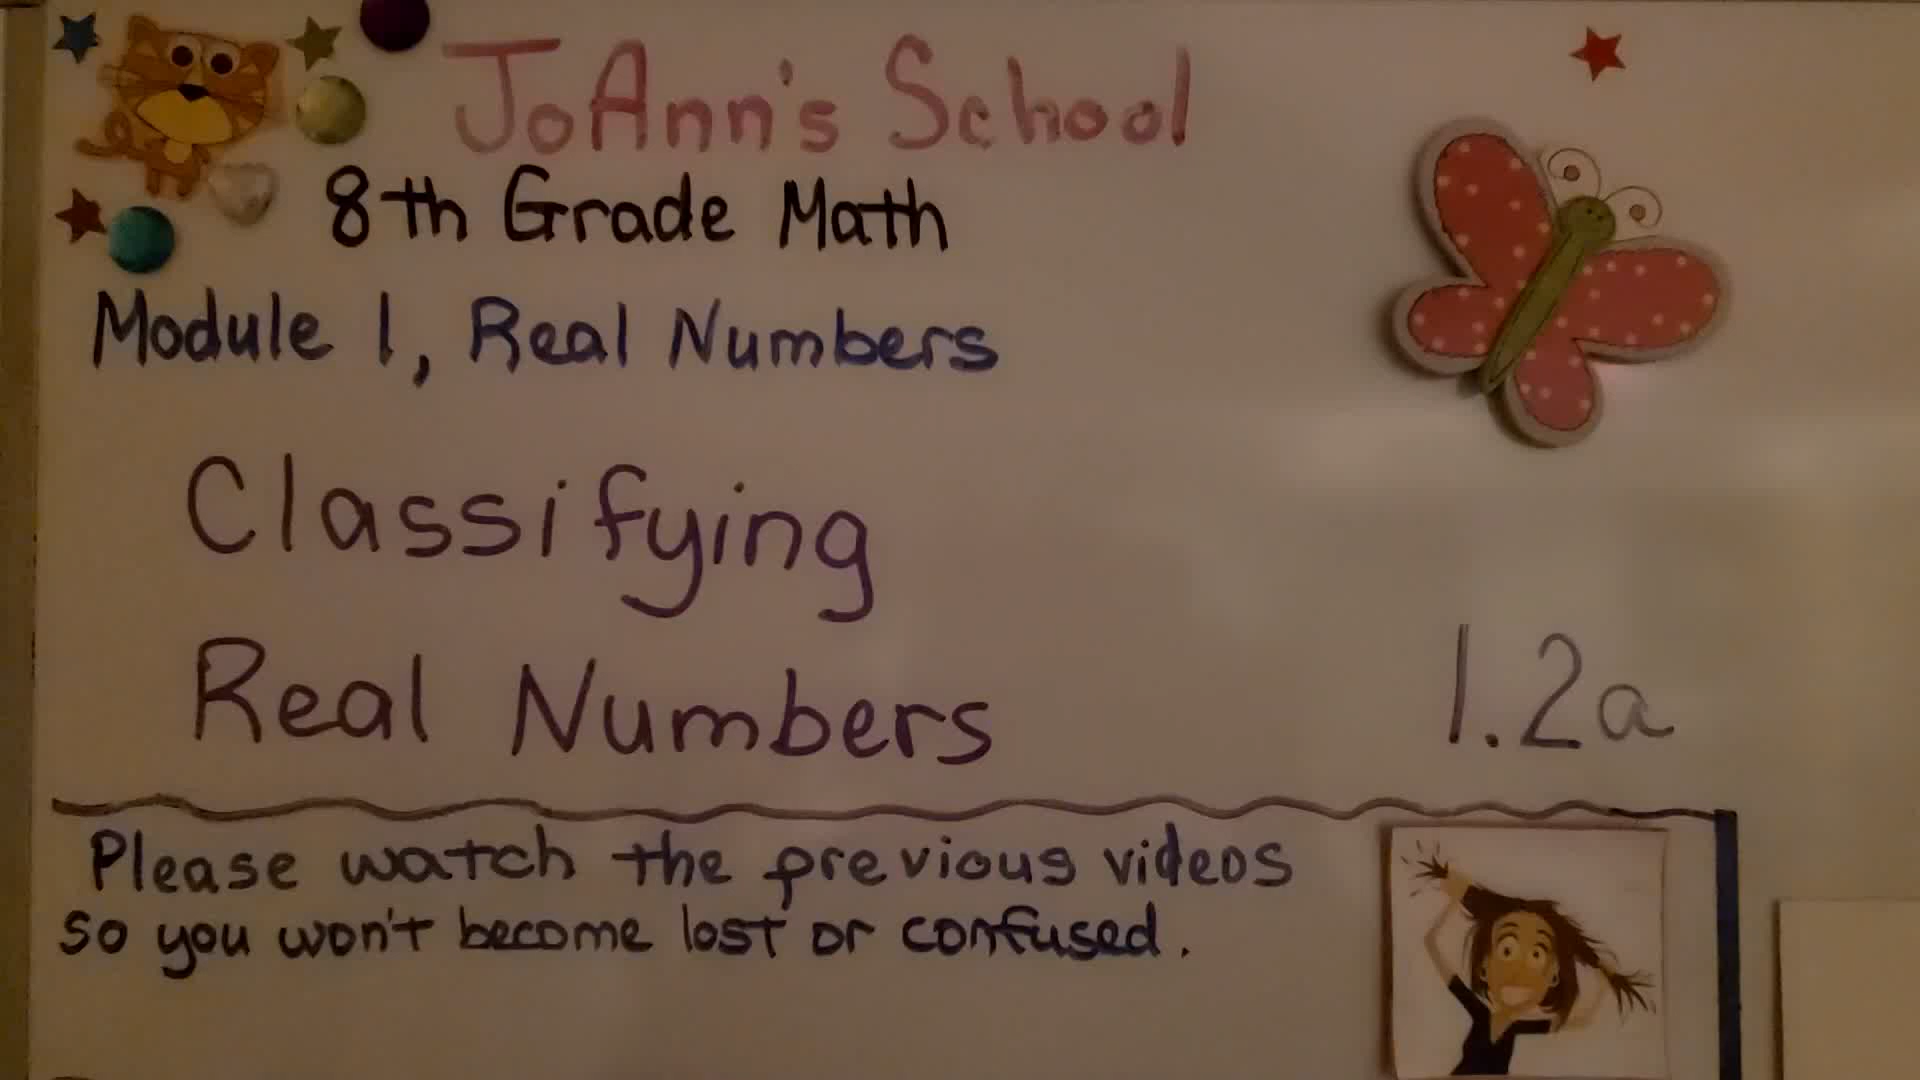 JoAnn's School
8th Grade Math
Module 1, Real Numbers
Classifying
Real Numbers
1.2a
Please watch the previous videos
so you won't become lost or confused.